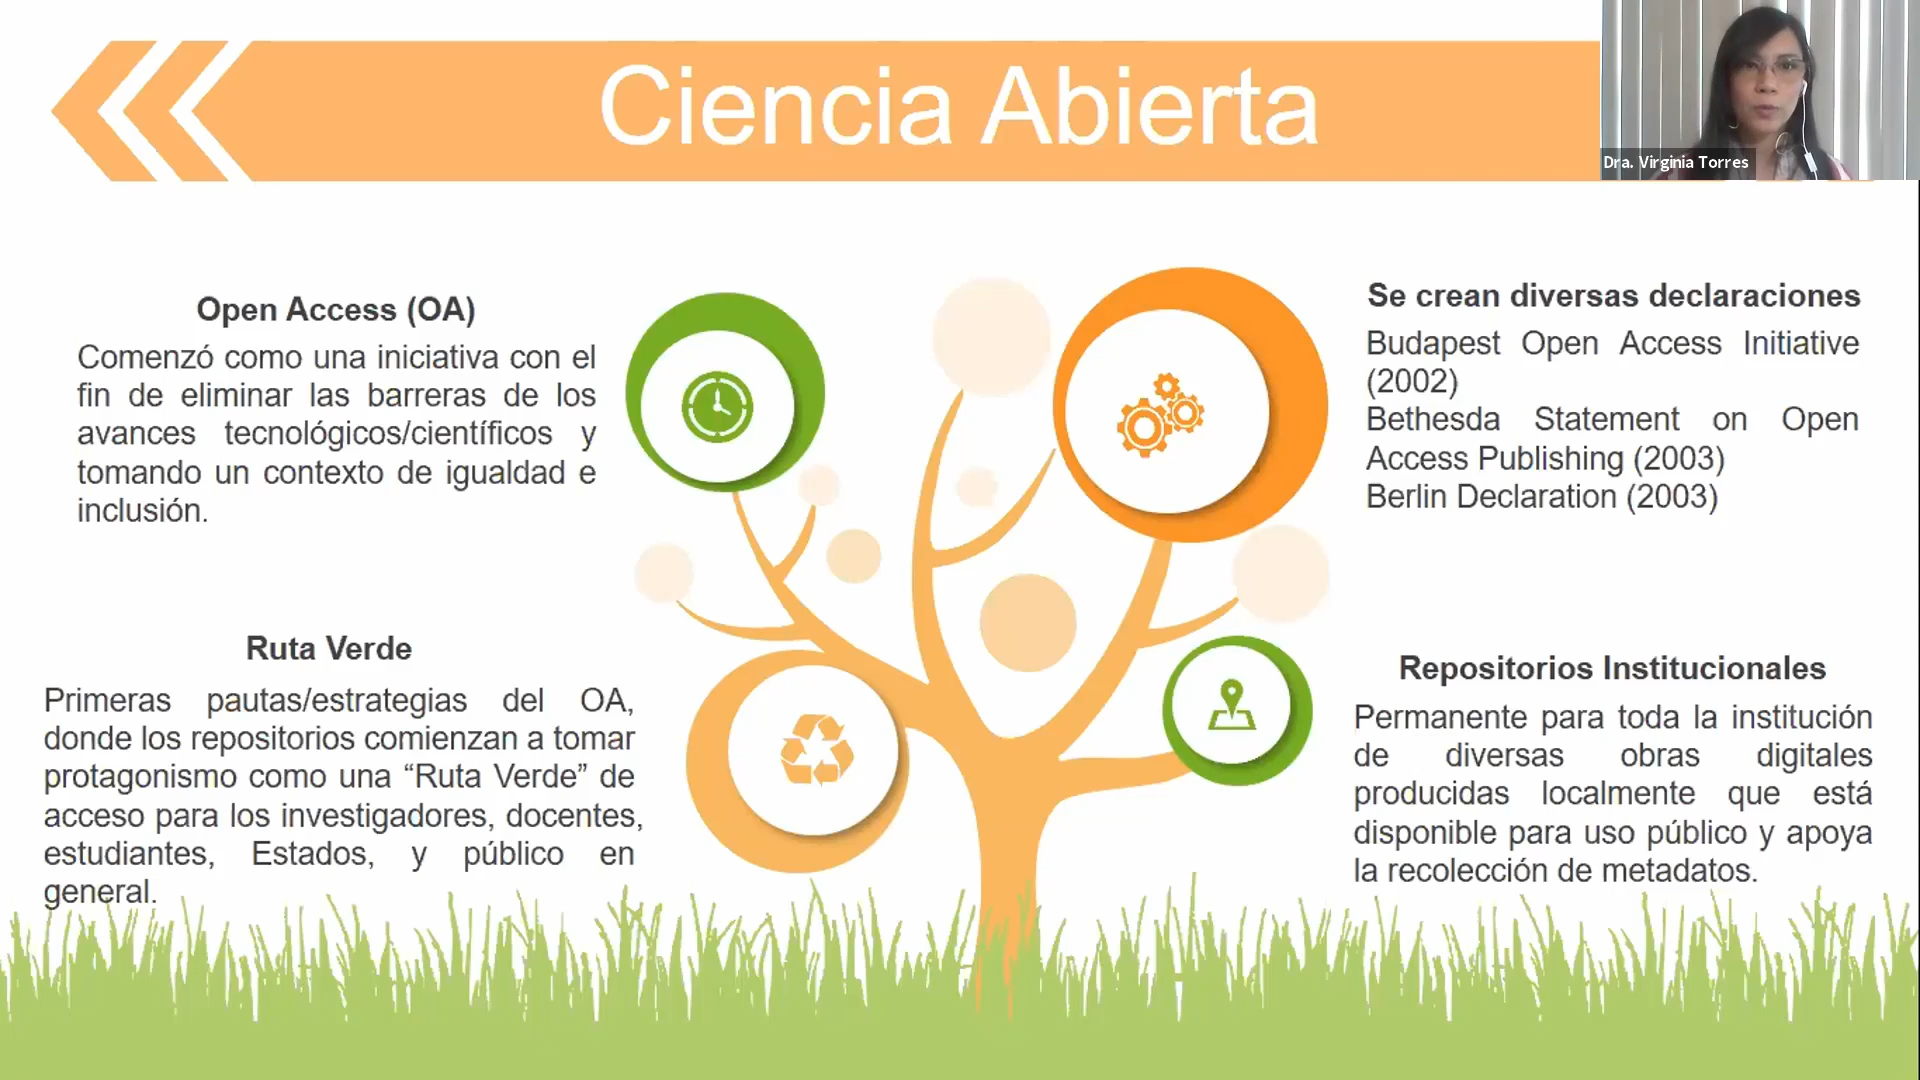 Ciencia Abierta
Dra. Virginia Torres
Open Access (OA)
Comenzó como una iniciativa con el
fin de eliminar las barreras de los
avances tecnológicos/científicos y
tomando un contexto de igualdad e
inclusión.
Se crean diversas declaraciones
Budapest Open Access Initiative
(2002)
Bethesda Statement on Open
Access Publishing (2003)
Berlin Declaration (2003)
Ruta Verde
Primeras pautas/estrategias del OA,
donde los repositorios comienzan a tomar
protagonismo como una “Ruta Verde” de
acceso para los investigadores, docentes,
estudiantes, Estados, y público en
general.
Repositorios Institucionales
Permanente para toda la institución
de diversas obras digitales
producidas localmente que está
disponible para uso público y apoya
la recolección de metadatos.